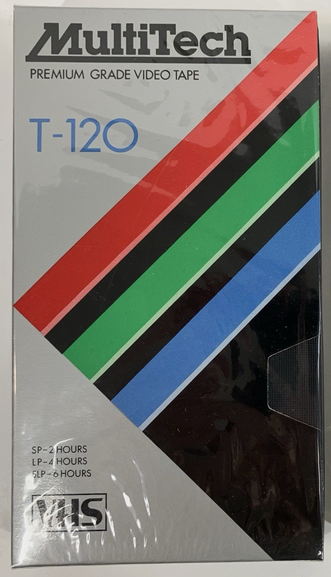 MultiTech
PREMIUM GRADE VIDEO TAPE
T-120
SP-2 HOURS
LP-4 HOURS
SLP-6 HOURS
VHS